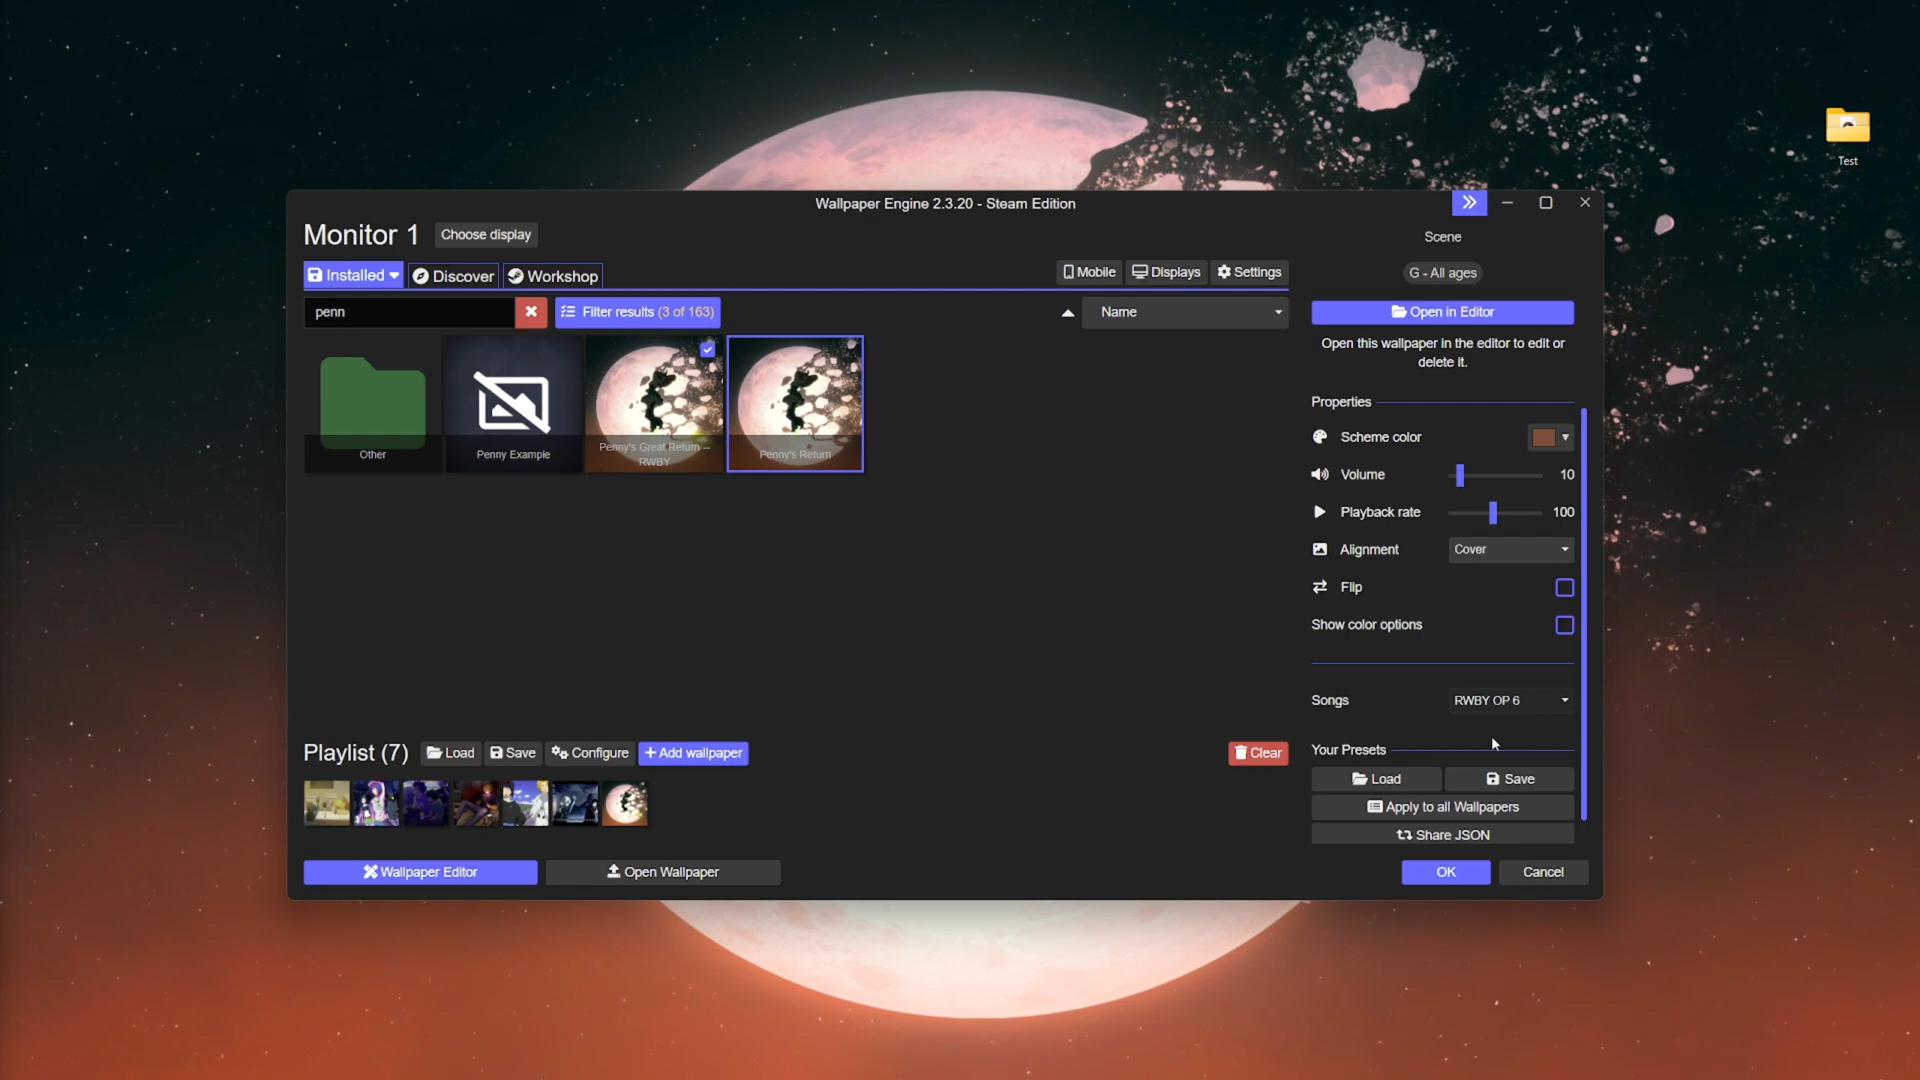 Test
Wallpaper Engine 2.3.20 - Steam Edition
Monitor 1
Choose display
Installed
Discover
Workshop
Mobile
Displays
Settings
penn
Filter results (3 of 163)
Name
Other
Penny Example
Penny's Great Return --
RWBY
Penny's Return
Scene
G - All ages
Open in Editor
Open this wallpaper in the editor to edit or
delete it.
Properties
Scheme color
Volume
10
Playback rate
100
Alignment
Cover
Flip
Show color options
Songs
RWBY OP 6
Your Presets
Load
Save
Apply to all Wallpapers
Share JSON
Playlist (7)
Load
Save
Configure
Add wallpaper
Clear
Wallpaper Editor
Open Wallpaper
OK
Cancel